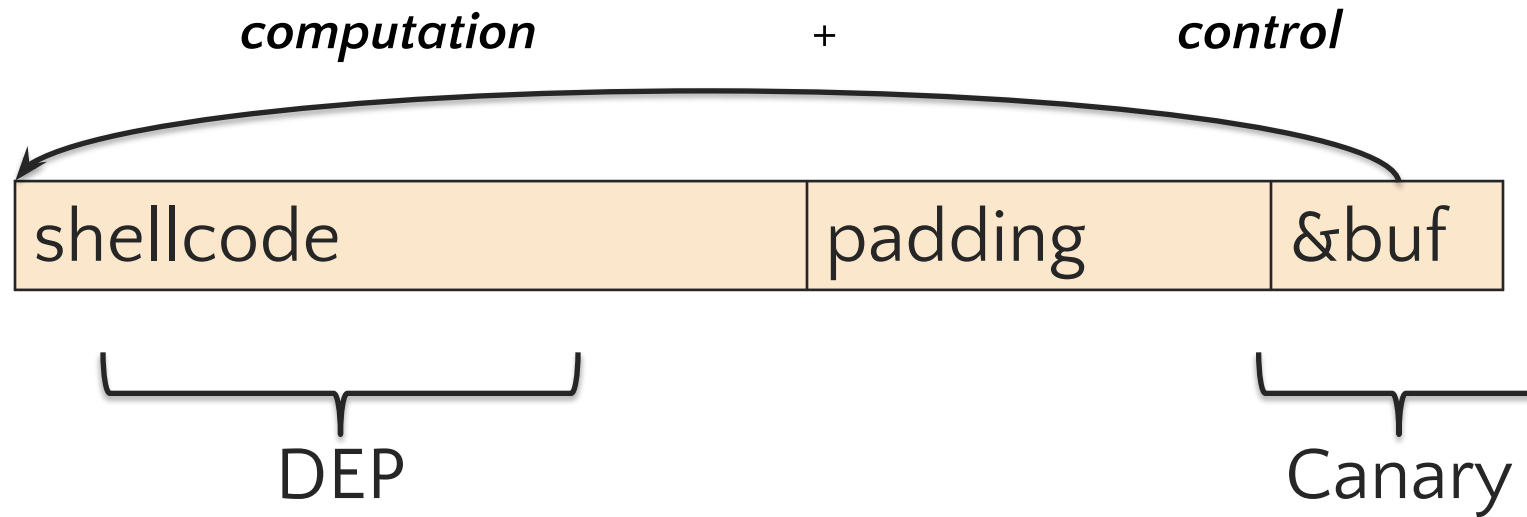 computation + control
shellcode padding &buf
DEP Canary